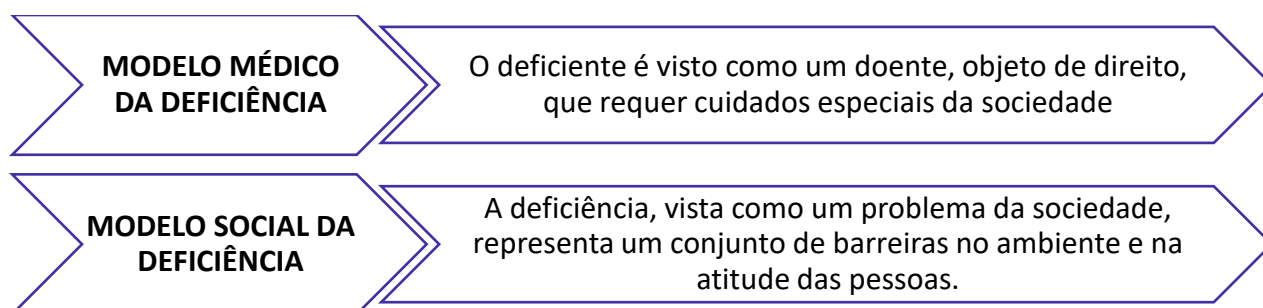 MODELO MÉDICO
DA DEFICIÊNCIA
O deficiente é visto como um doente, objeto de direito,
que requer cuidados especiais da sociedade
MODELO SOCIAL DA
DEFICIÊNCIA
A deficiência, vista como um problema da sociedade,
representa um conjunto de barreiras no ambiente e na
atitude das pessoas.